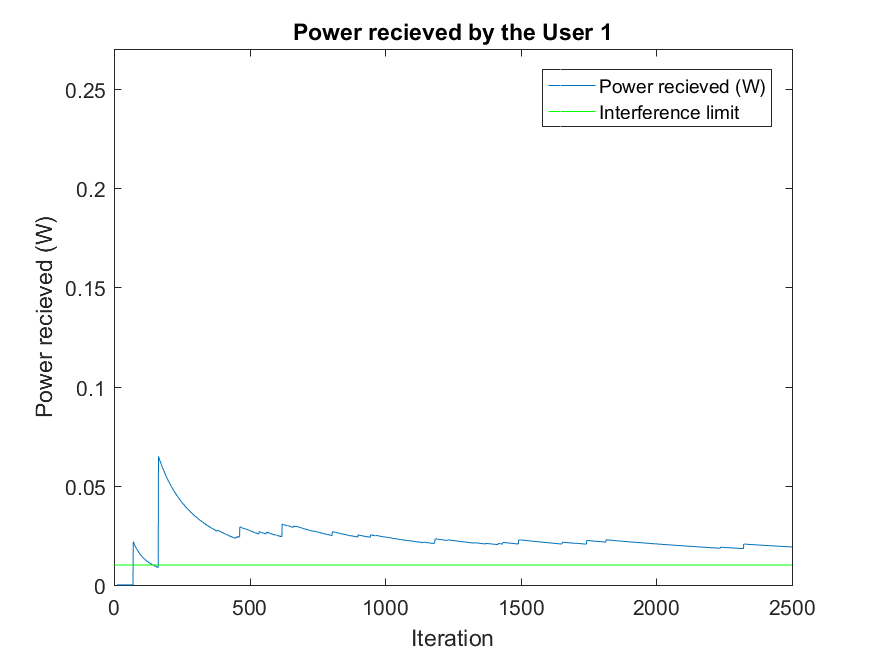 Power recieved by the User 1
Power recieved (W)
Interference limit
0.25
0.2
0.15
0.1
0.05
0
Power recieved (W)
0 500 1000 1500 2000 2500
Iteration